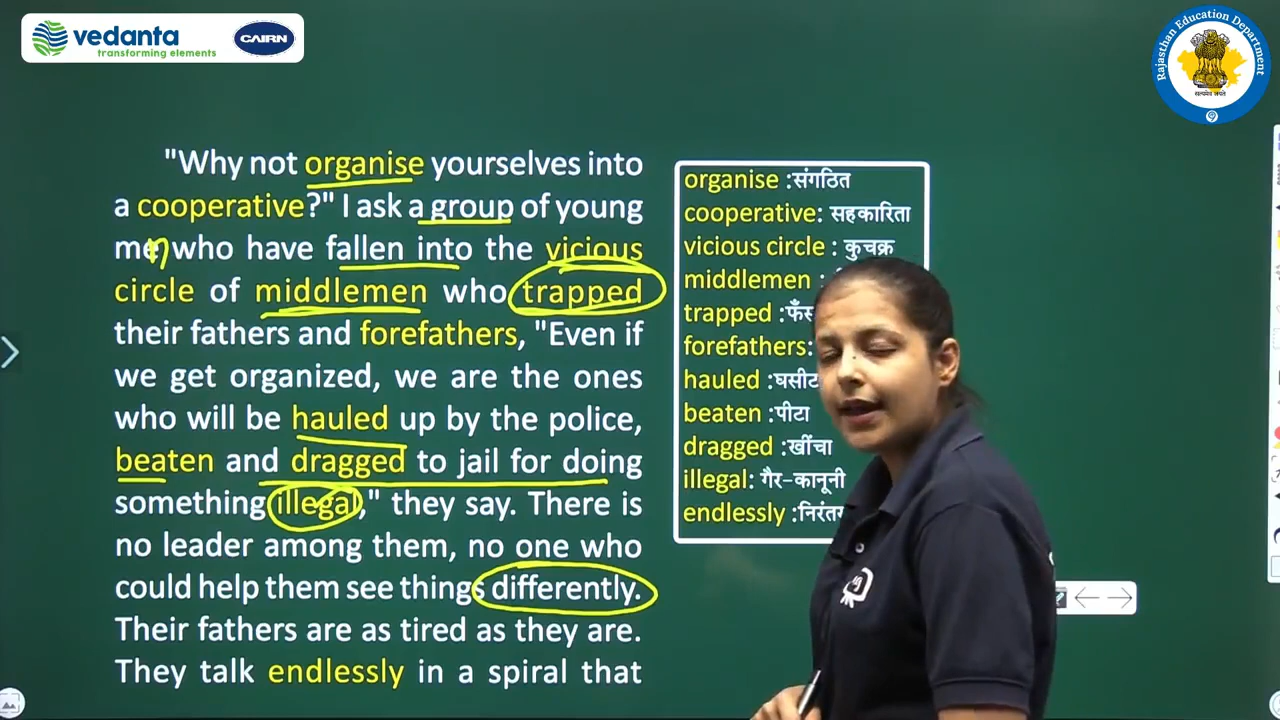 vedanta
transforming elements
CAIRN
Rajasthan Education Department
सत्यमेव जयते
"Why not organise yourselves into
a cooperative?" I ask a group of young
men who have fallen into the vicious
circle of middlemen who trapped
their fathers and forefathers, "Even if
we get organized, we are the ones
who will be hauled up by the police,
beaten and dragged to jail for doing
something illegal," they say. There is
no leader among them, no one who
could help them see things differently.
Their fathers are as tired as they are.
They talk endlessly in a spiral that
organise :संगठित
cooperative: सहकारिता
vicious circle : कुचक्र
middlemen :
trapped :
forefathers:
hauled :
beaten :पीटा
dragged :खींचा
illegal: गैर-कानूनी
endlessly :